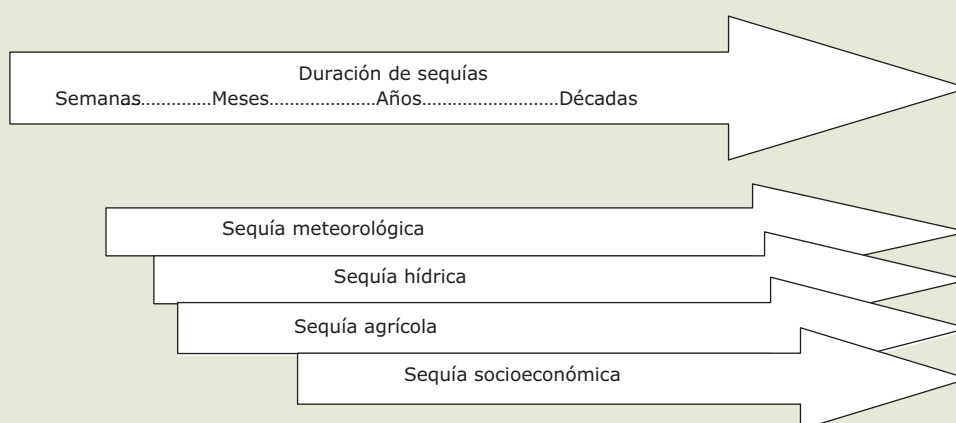 Duración de sequías
Semanas..............Meses......................Años...........................Décadas
Sequía meteorológica
Sequía hídrica
Sequía agrícola
Sequía socioeconómica